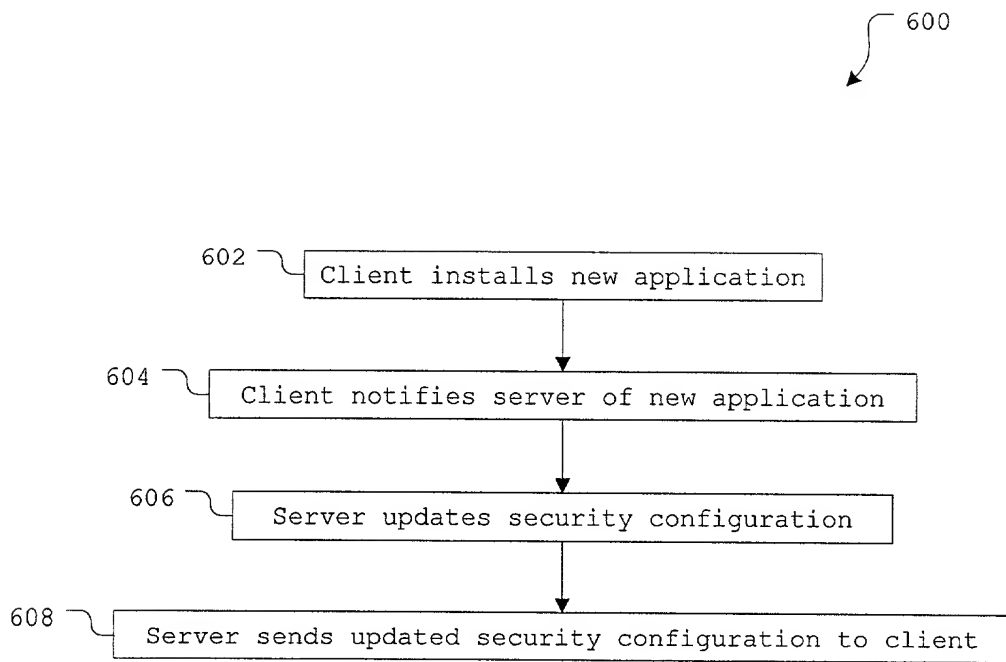 600
602
Client installs new application
604
Client notifies server of new application
606
Server updates security configuration
608
Server sends updated security configuration to client